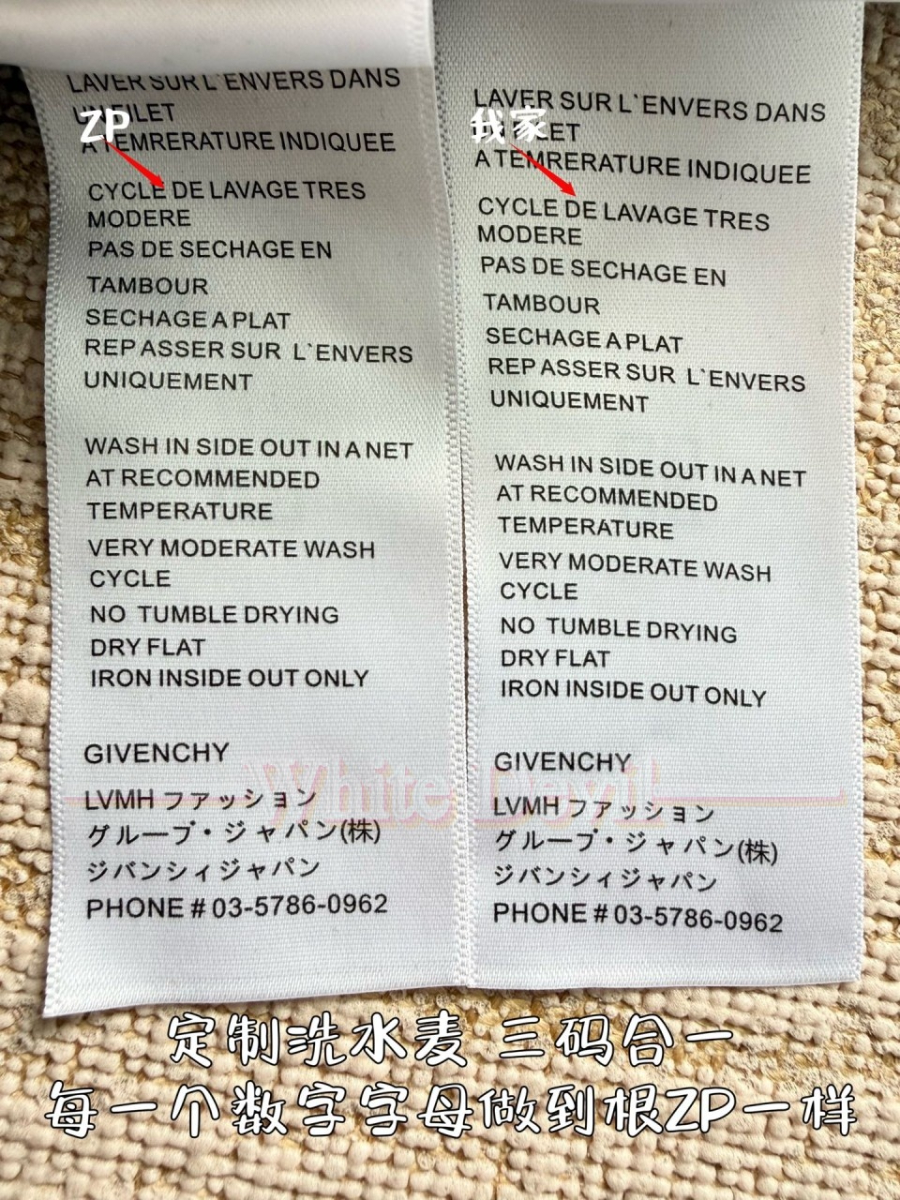 LAVER SUR L`ENVERS DANS
UN FILET
A TEMRERATURE INDIQUEE
CYCLE DE LAVAGE TRES
MODERE
PAS DE SECHAGE EN
TAMBOUR
SECHAGE A PLAT
REPASSER SUR L`ENVERS
UNIQUEMENT
WASH IN SIDE OUT IN A NET
AT RECOMMENDED
TEMPERATURE
VERY MODERATE WASH
CYCLE
NO TUMBLE DRYING
DRY FLAT
IRON INSIDE OUT ONLY
GIVENCHY
LVMH ファッション
グループ・ジャパン(株)
ジバンシィジャパン
PHONE # 03-5786-0962
ZP
LAVER SUR L`ENVERS DANS
UN FILET
A TEMRERATURE INDIQUEE
CYCLE DE LAVAGE TRES
MODERE
PAS DE SECHAGE EN
TAMBOUR
SECHAGE A PLAT
REPASSER SUR L`ENVERS
UNIQUEMENT
WASH IN SIDE OUT IN A NET
AT RECOMMENDED
TEMPERATURE
VERY MODERATE WASH
CYCLE
NO TUMBLE DRYING
DRY FLAT
IRON INSIDE OUT ONLY
GIVENCHY
LVMH ファッション
グループ・ジャパン(株)
ジバンシィジャパン
PHONE # 03-5786-0962
我家
White Devil
定制洗水麦 三码合一
每一个数字字母做到根ZP一样